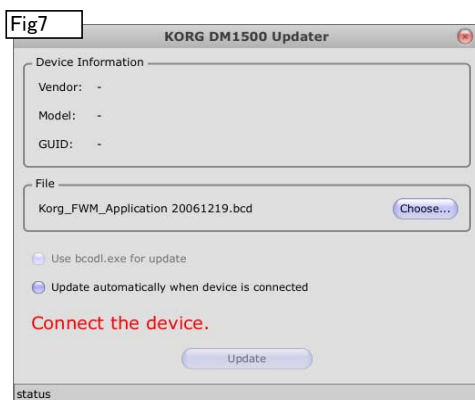 Fig7
KORG DM1500 Updater
Device Information
Vendor: -
Model: -
GUID: -
File
Korg_FWM_Application 20061219.bcd
Choose...
Use bcodl.exe for update
Update automatically when device is connected
Connect the device.
Update
status